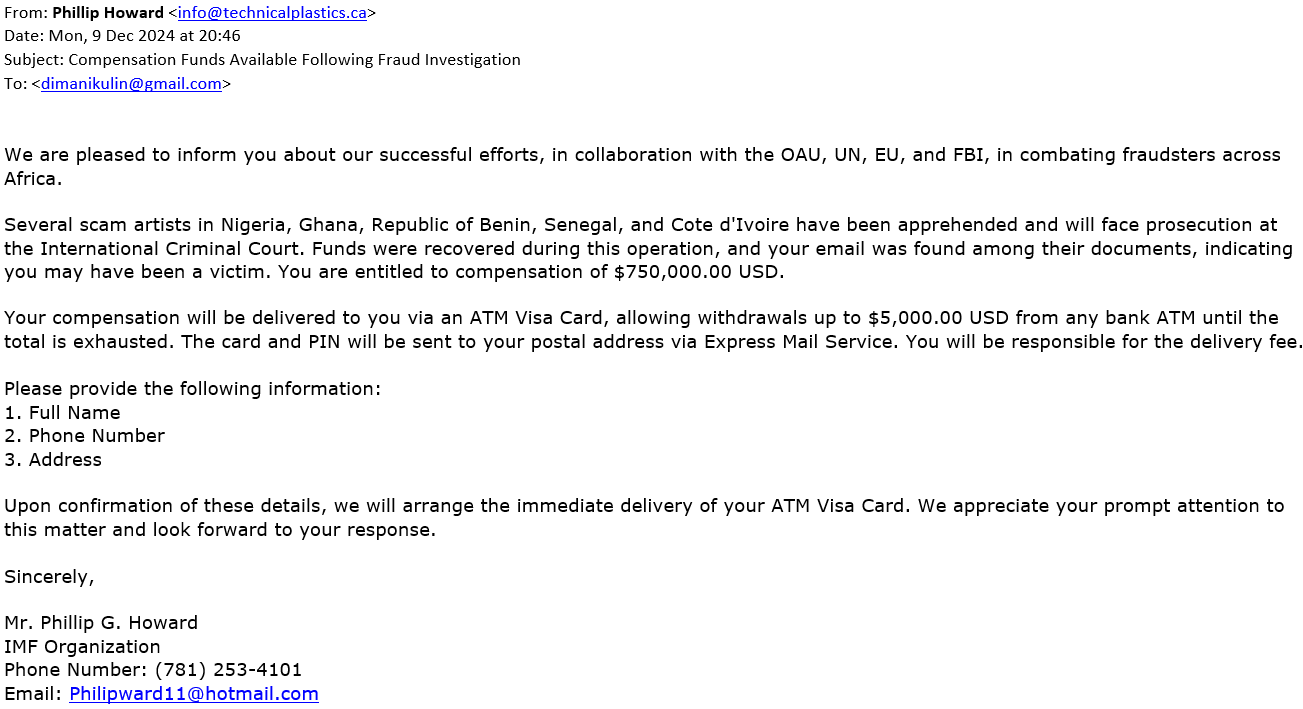 From: Phillip Howard <info@technicalplastics.ca>
Date: Mon, 9 Dec 2024 at 20:46
Subject: Compensation Funds Available Following Fraud Investigation
To: <dimanikulin@gmail.com>
We are pleased to inform you about our successful efforts, in collaboration with the OAU, UN, EU, and FBI, in combating fraudsters across
Africa.
Several scam artists in Nigeria, Ghana, Republic of Benin, Senegal, and Cote d'Ivoire have been apprehended and will face prosecution at
the International Criminal Court. Funds were recovered during this operation, and your email was found among their documents, indicating
you may have been a victim. You are entitled to compensation of $750,000.00 USD.
Your compensation will be delivered to you via an ATM Visa Card, allowing withdrawals up to $5,000.00 USD from any bank ATM until the
total is exhausted. The card and PIN will be sent to your postal address via Express Mail Service. You will be responsible for the delivery fee.
Please provide the following information:
1. Full Name
2. Phone Number
3. Address
Upon confirmation of these details, we will arrange the immediate delivery of your ATM Visa Card. We appreciate your prompt attention to
this matter and look forward to your response.
Sincerely,
Mr. Phillip G. Howard
IMF Organization
Phone Number: (781) 253-4101
Email: Philipward11@hotmail.com